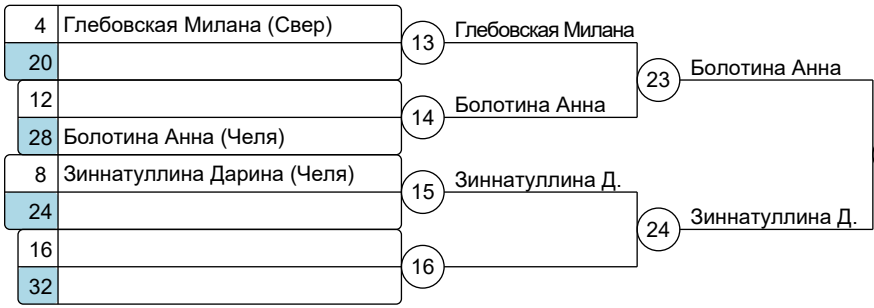 4 Глебовская Милана (Свер)
20
13 Глебовская Милана
12
28 Болотина Анна (Челя)
14 Болотина Анна
23 Болотина Анна
8 Зиннатуллина Дарина (Челя)
24
15 Зиннатуллина Д.
16
32
16
24 Зиннатуллина Д.